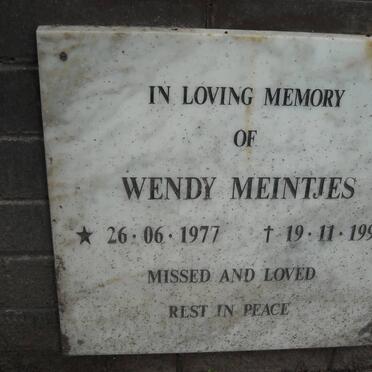 IN LOVING MEMORY
OF
WENDY MEINTJES
★ 26·06·1977 † 19·11·199
MISSED AND LOVED
REST IN PEACE